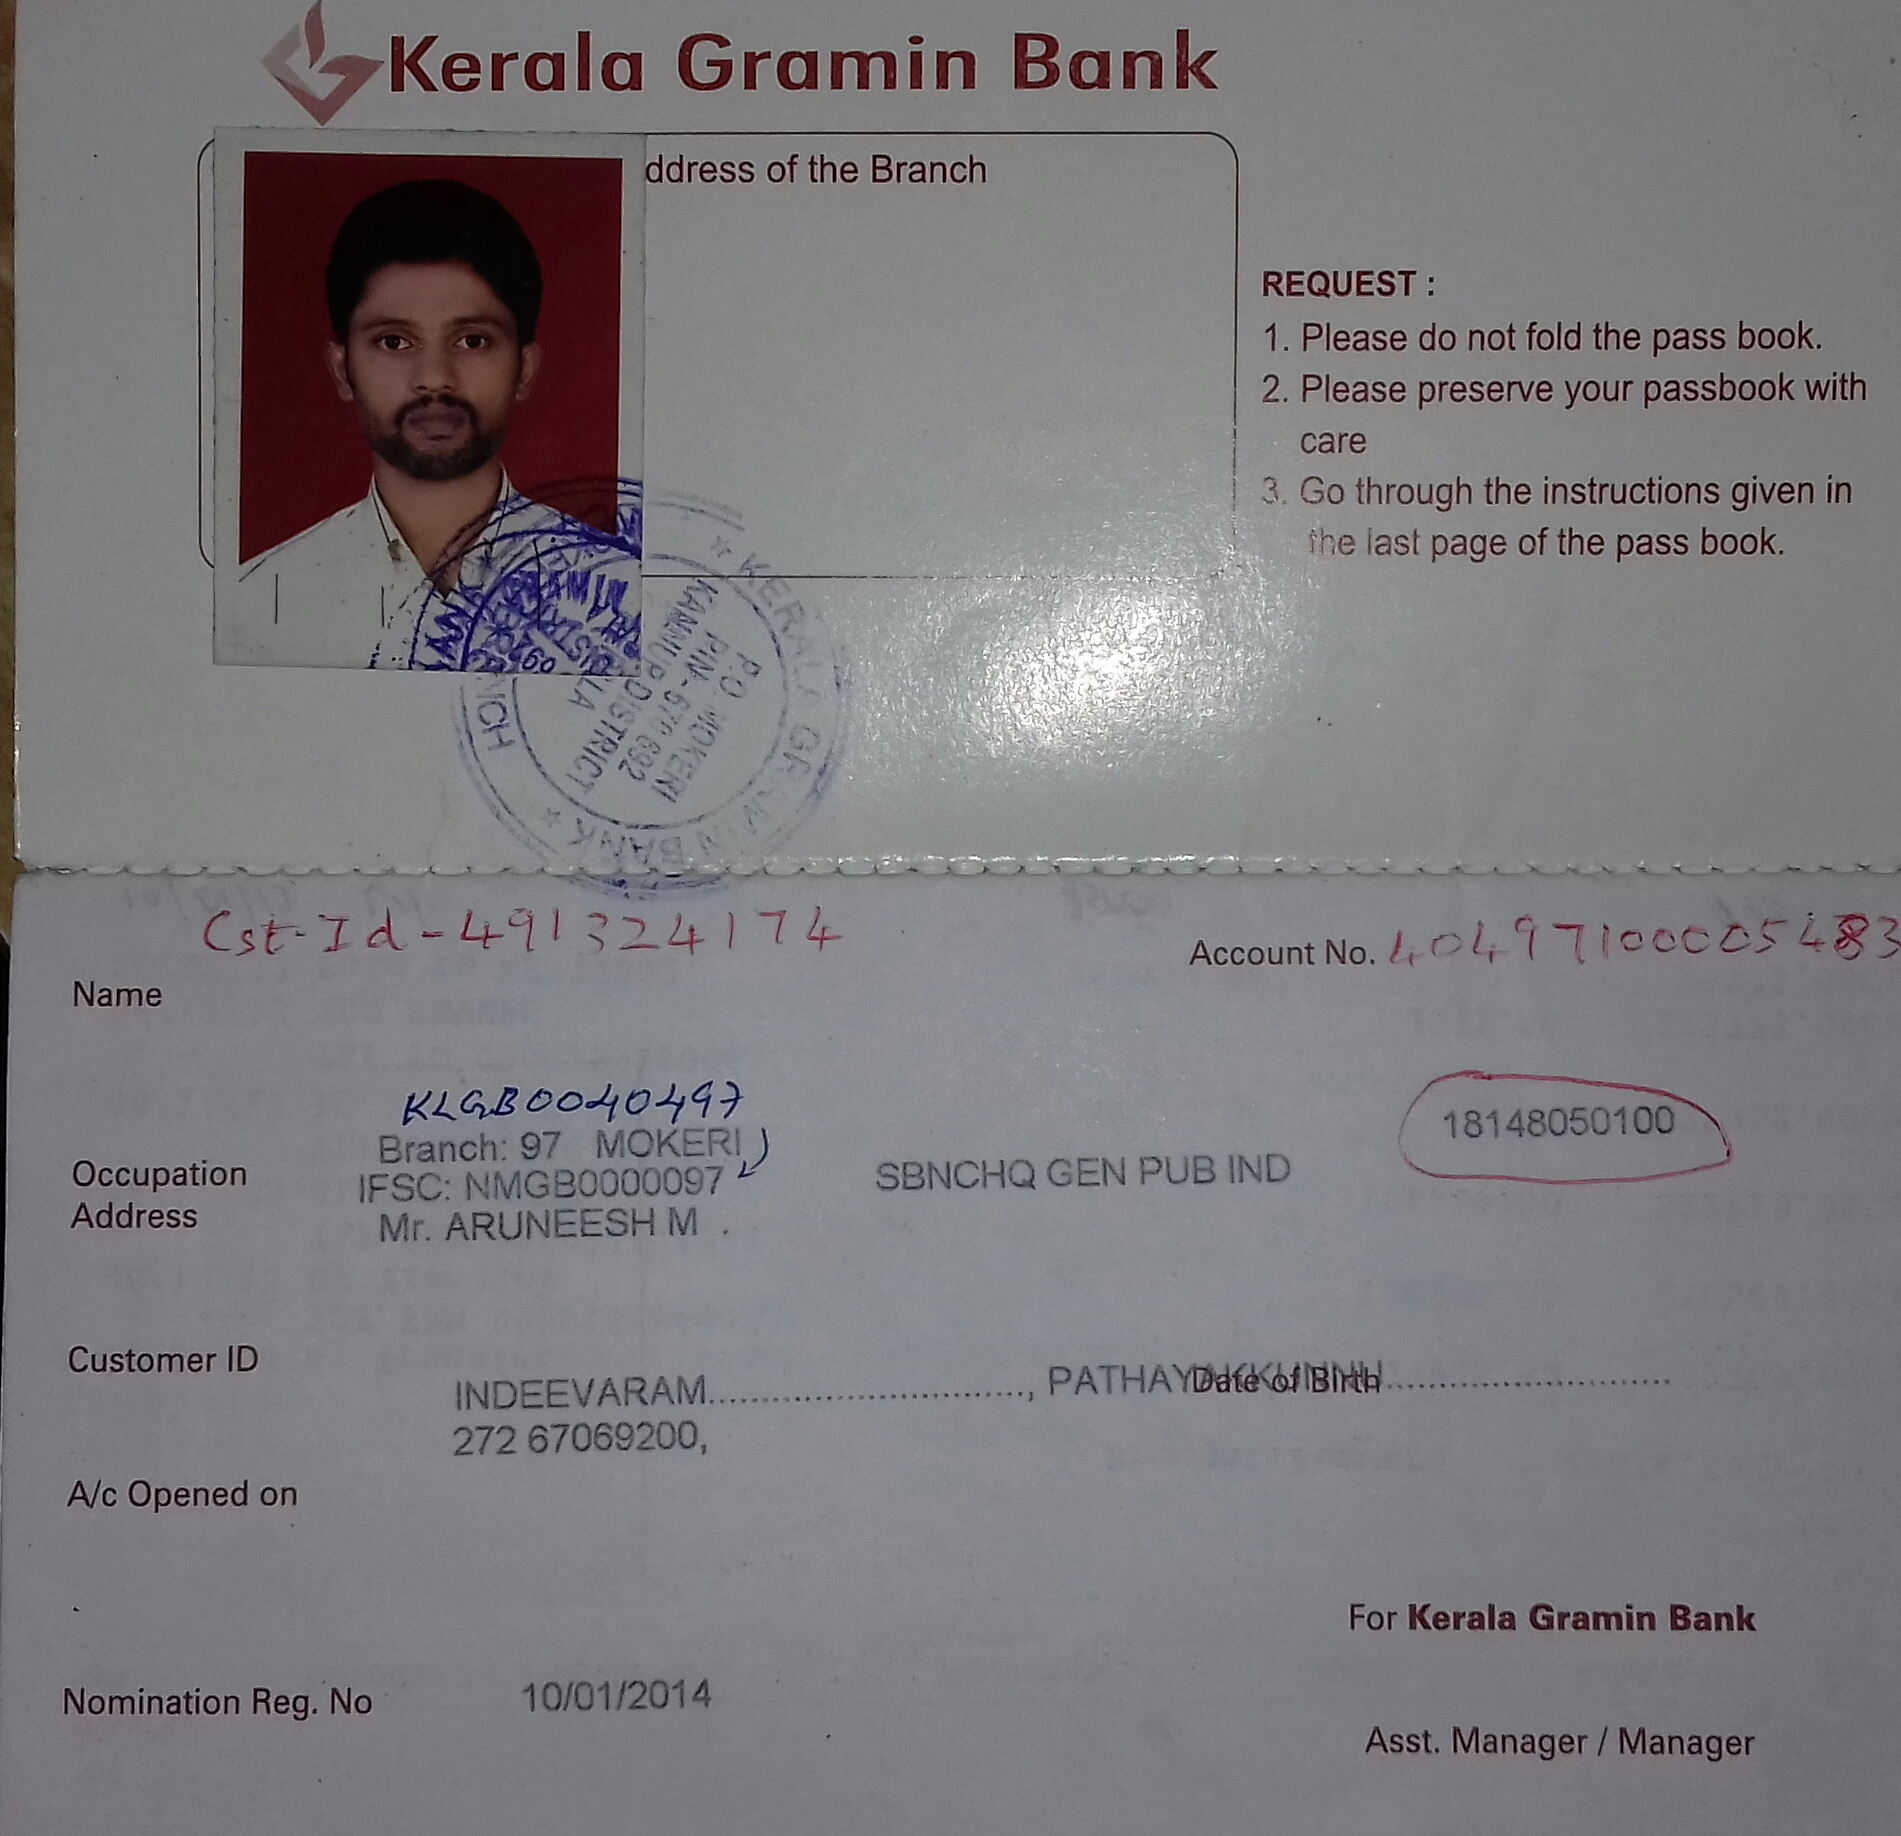 Kerala Gramin Bank
ddress of the Branch
REQUEST :
1. Please do not fold the pass book.
2. Please preserve your passbook with
care
3. Go through the instructions given in
the last page of the pass book.
★ KERALA GRAMIN BANK ★
NCH
P.O. MOKERI
PIN - 670 692
KANNUR DISTRICT
Cst-Id-491324174
Account No. 40497100005483
Name
KLGB0040497
Branch: 97 MOKERI
18148050100
Occupation
IFSC: NMGB0000097
SBNCHQ GEN PUB IND
Address
Mr. ARUNEESH M .
Customer ID
INDEEVARAM............................, PATHAYAKKUNNU
Date of Birth..............................
272 67069200,
A/c Opened on
For Kerala Gramin Bank
Nomination Reg. No 10/01/2014
Asst. Manager / Manager